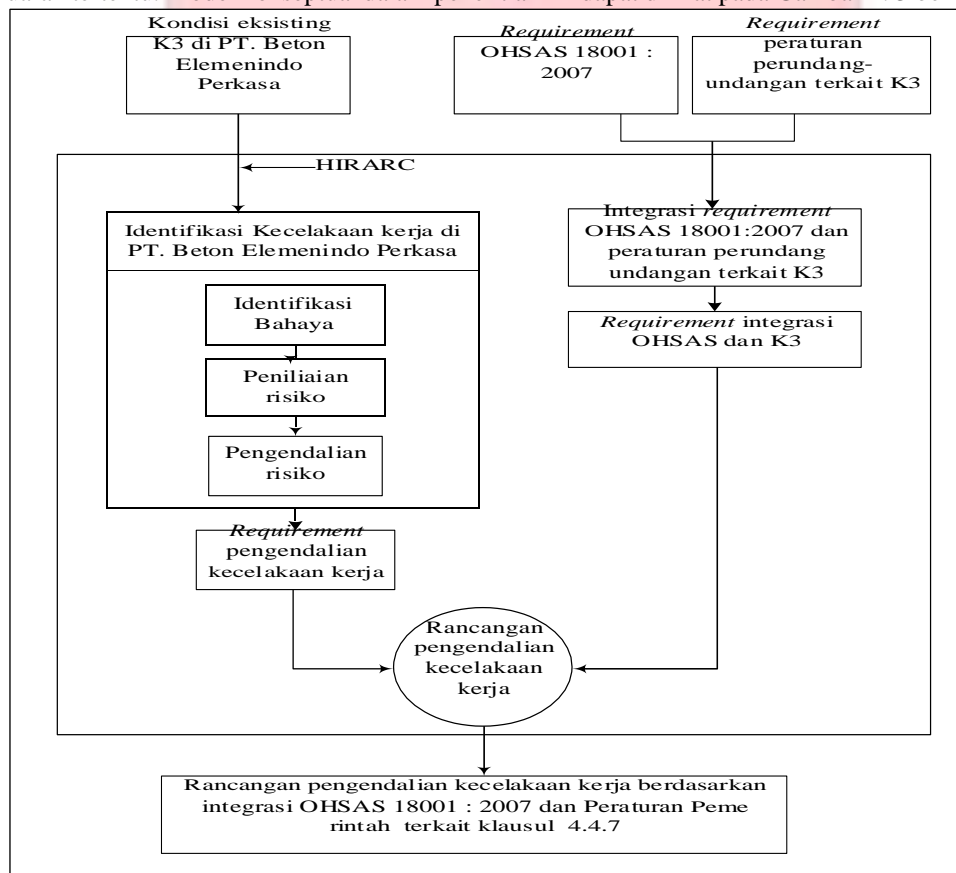 Kondisi eksisting
K3 di PT. Beton
Elemenindo
Perkasa
Requirement
OHSAS 18001 :
2007
Requirement
peraturan
perundang-
undangan terkait K3
HIRARC
Identifikasi Kecelakaan kerja di
PT. Beton Elemenindo Perkasa
Identifikasi
Bahaya
Peniliaian
risiko
Pengendalian
risiko
Requirement
pengendalian
kecelakaan kerja
Integrasi requirement
OHSAS 18001:2007 dan
peraturan perundang
undangan terkait K3
Requirement integrasi
OHSAS dan K3
Rancangan
pengendalian
kecelakaan
kerja
Rancangan pengendalian kecelakaan kerja berdasarkan
integrasi OHSAS 18001 : 2007 dan Peraturan Peme
rintah terkait klausul 4.4.7